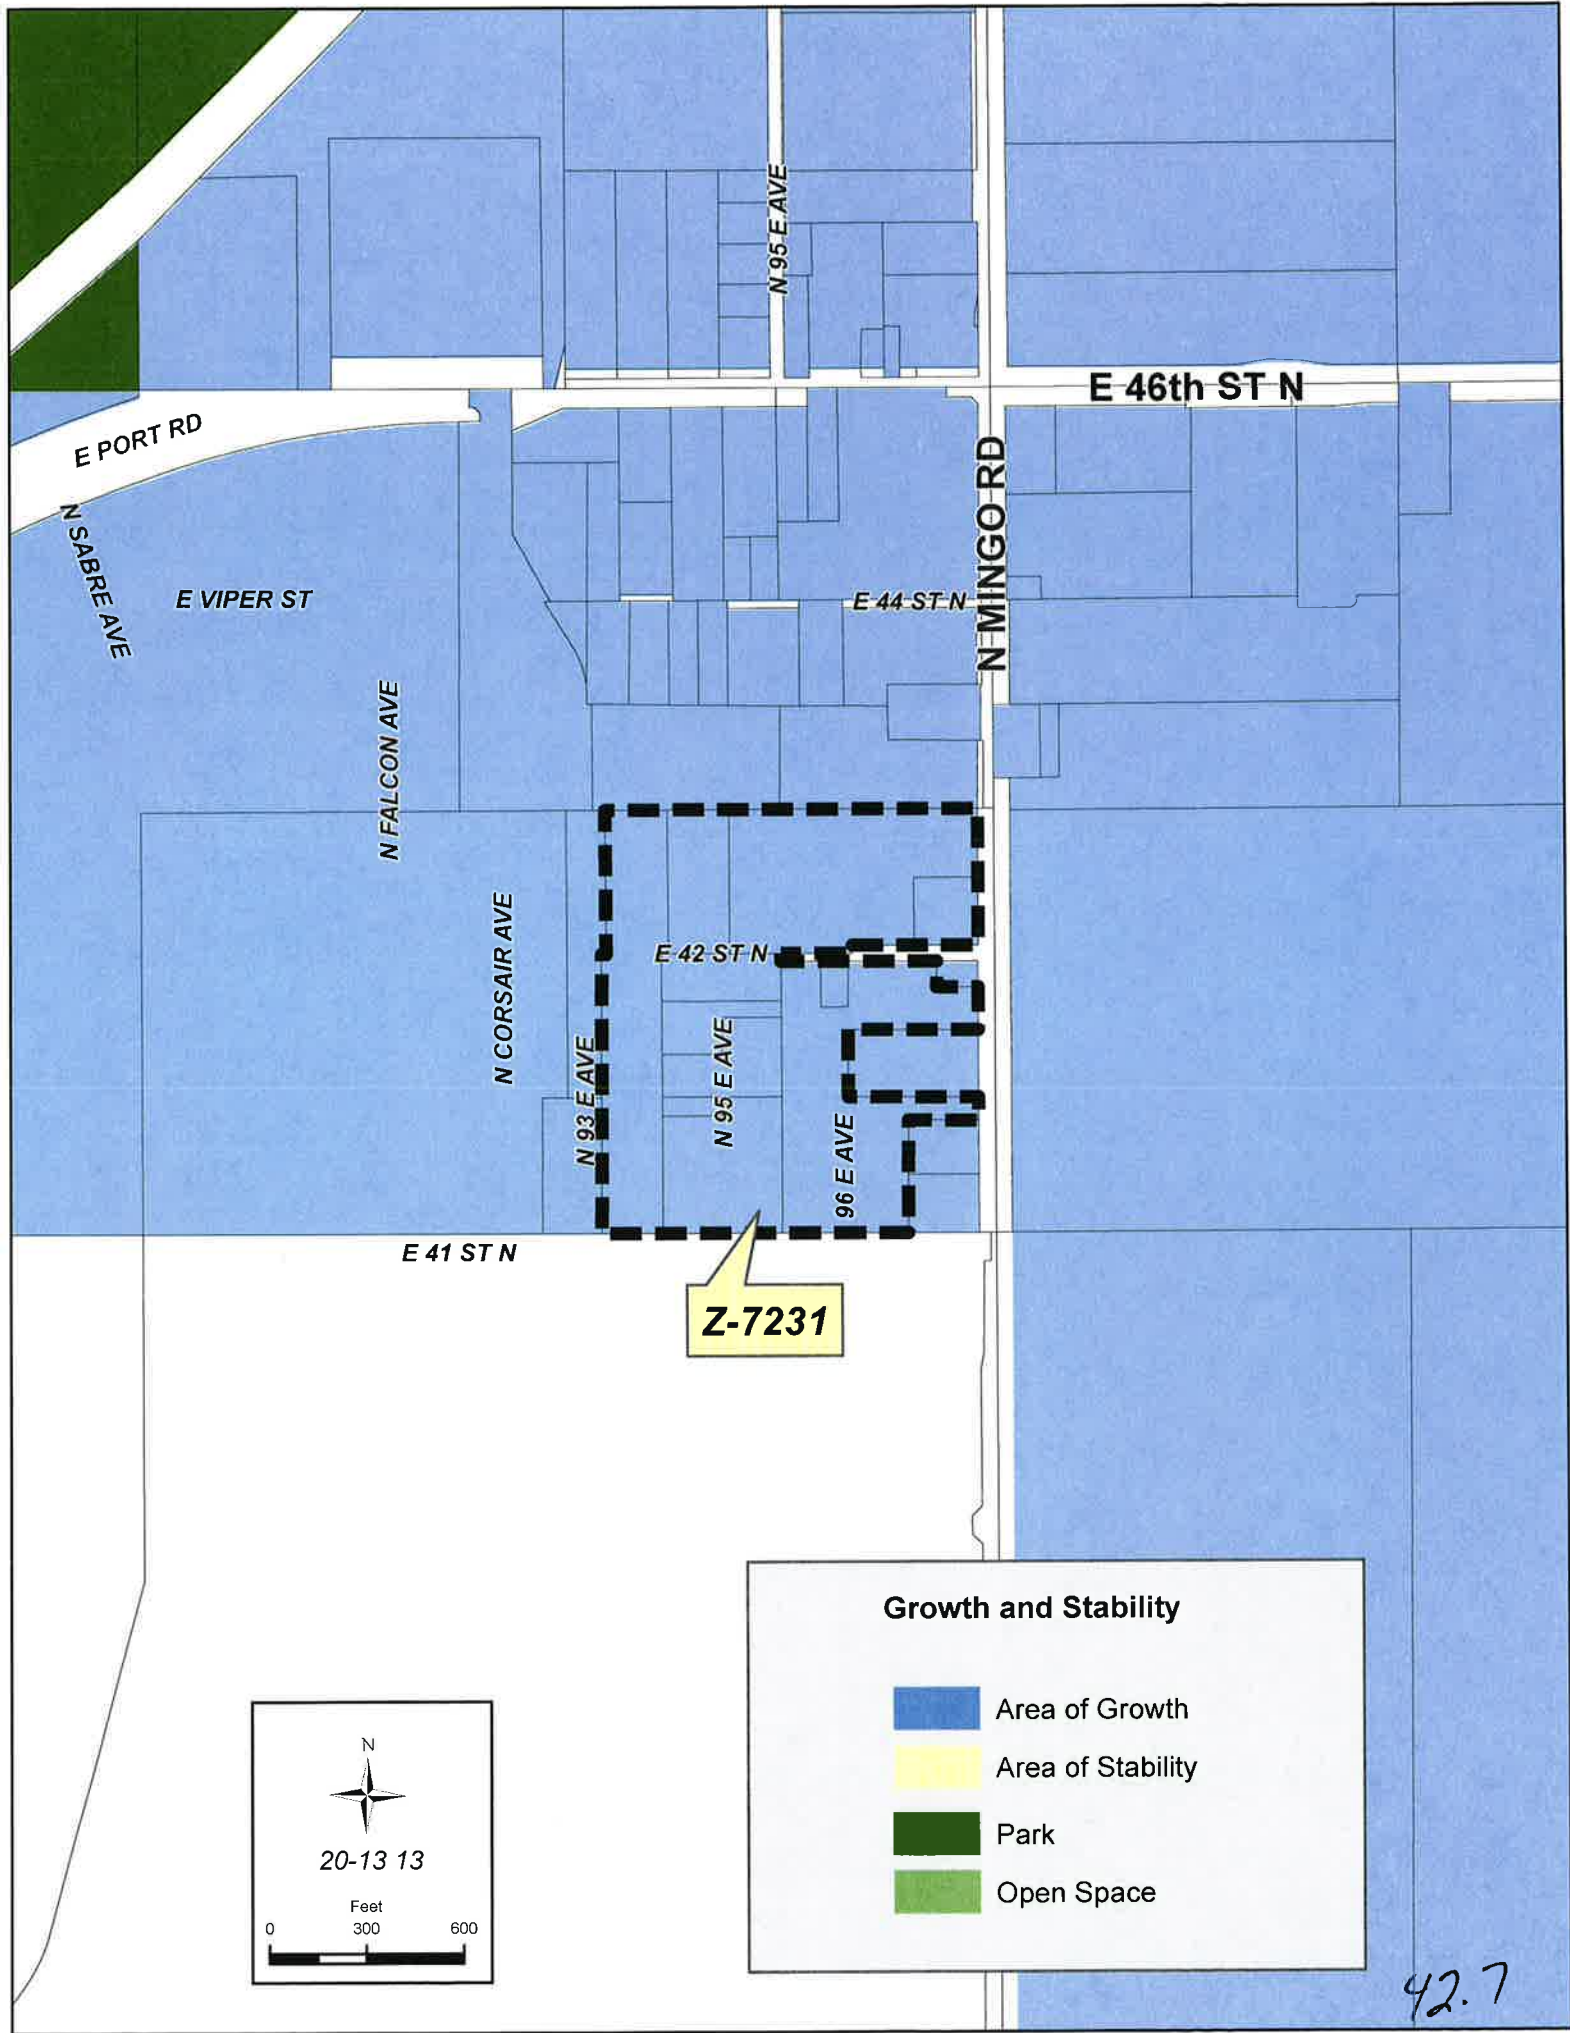 N 95 E AVE
E 46th ST N
E PORT RD
N MINGO RD
N SABRE AVE
E VIPER ST
E 44 ST N
N FALCON AVE
N CORSAIR AVE
E 42 ST N
N 93 E AVE
N 95 E AVE
96 E AVE
E 41 ST N
Z-7231
Growth and Stability
Area of Growth
Area of Stability
Park
Open Space
N
20-13 13
Feet
0 300 600
42.7